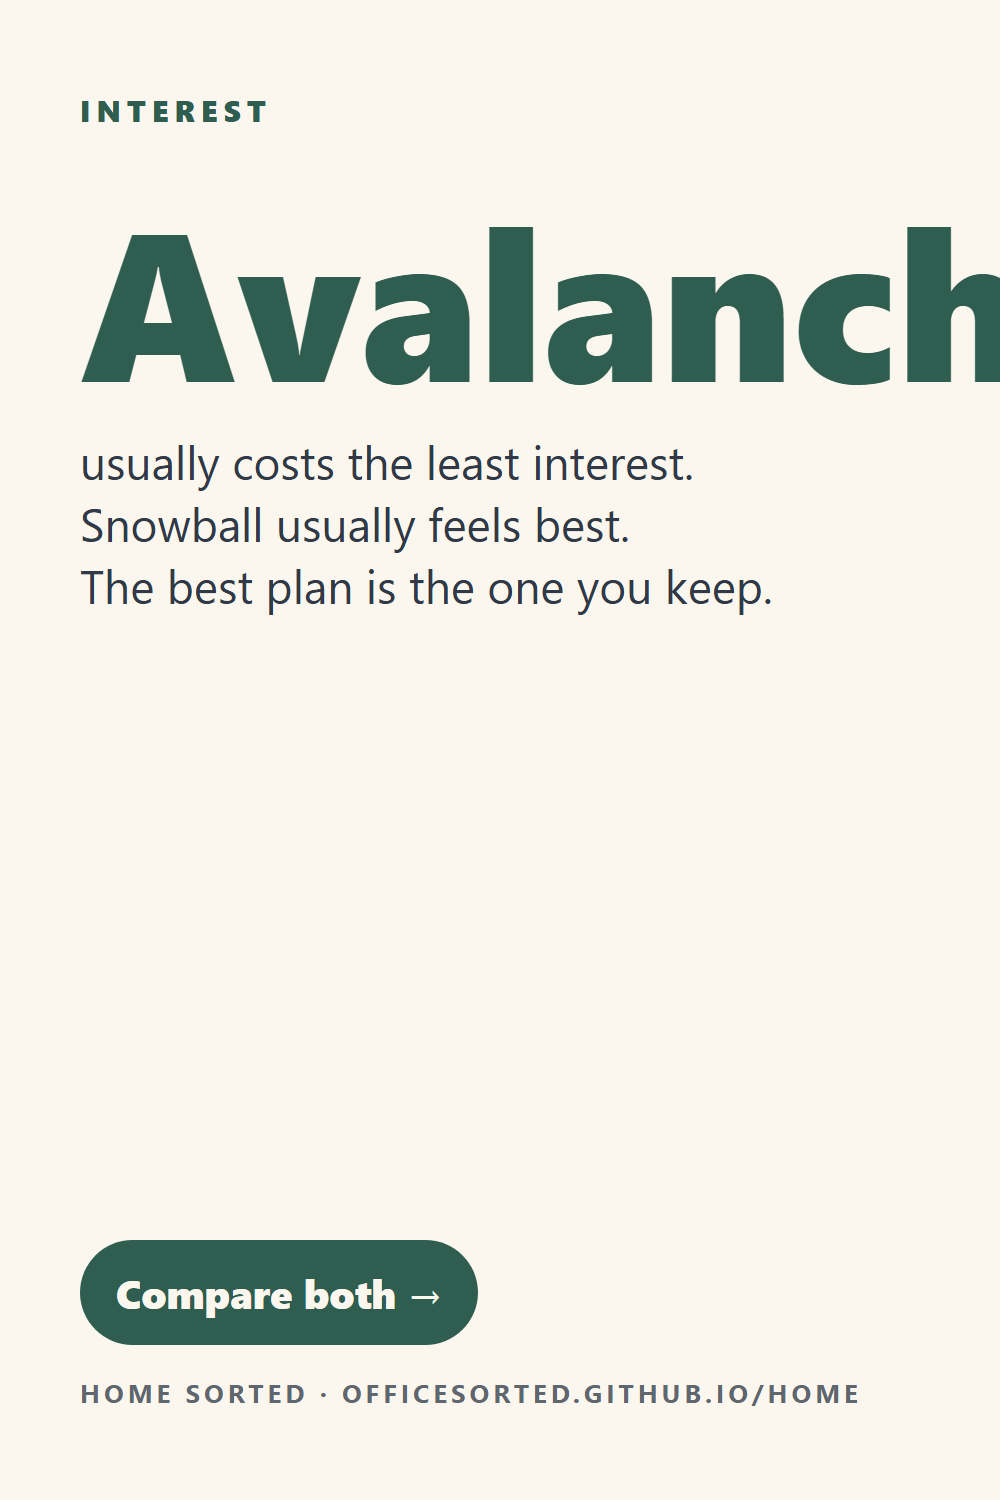 INTEREST
Avalanch
usually costs the least interest.
Snowball usually feels best.
The best plan is the one you keep.
Compare both →
HOME SORTED · OFFICESORTED.GITHUB.IO/HOME